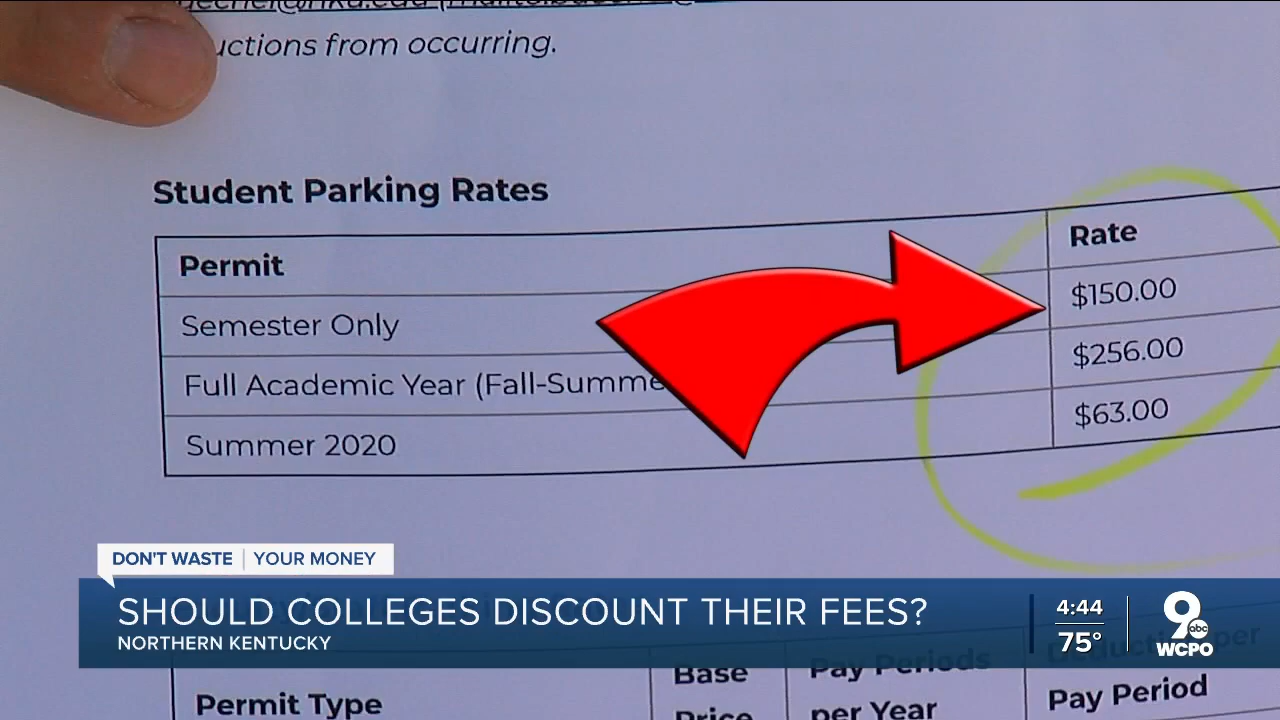 uctions from occurring.
Student Parking Rates
Permit Rate
Semester Only $150.00
Full Academic Year (Fall-Summe $256.00
Summer 2020 $63.00
DON'T WASTE | YOUR MONEY
SHOULD COLLEGES DISCOUNT THEIR FEES?
NORTHERN KENTUCKY
4:44
75°
9
abc
WCPO
Base Pay Periods Deduction per
Permit Type per Year Pay Period